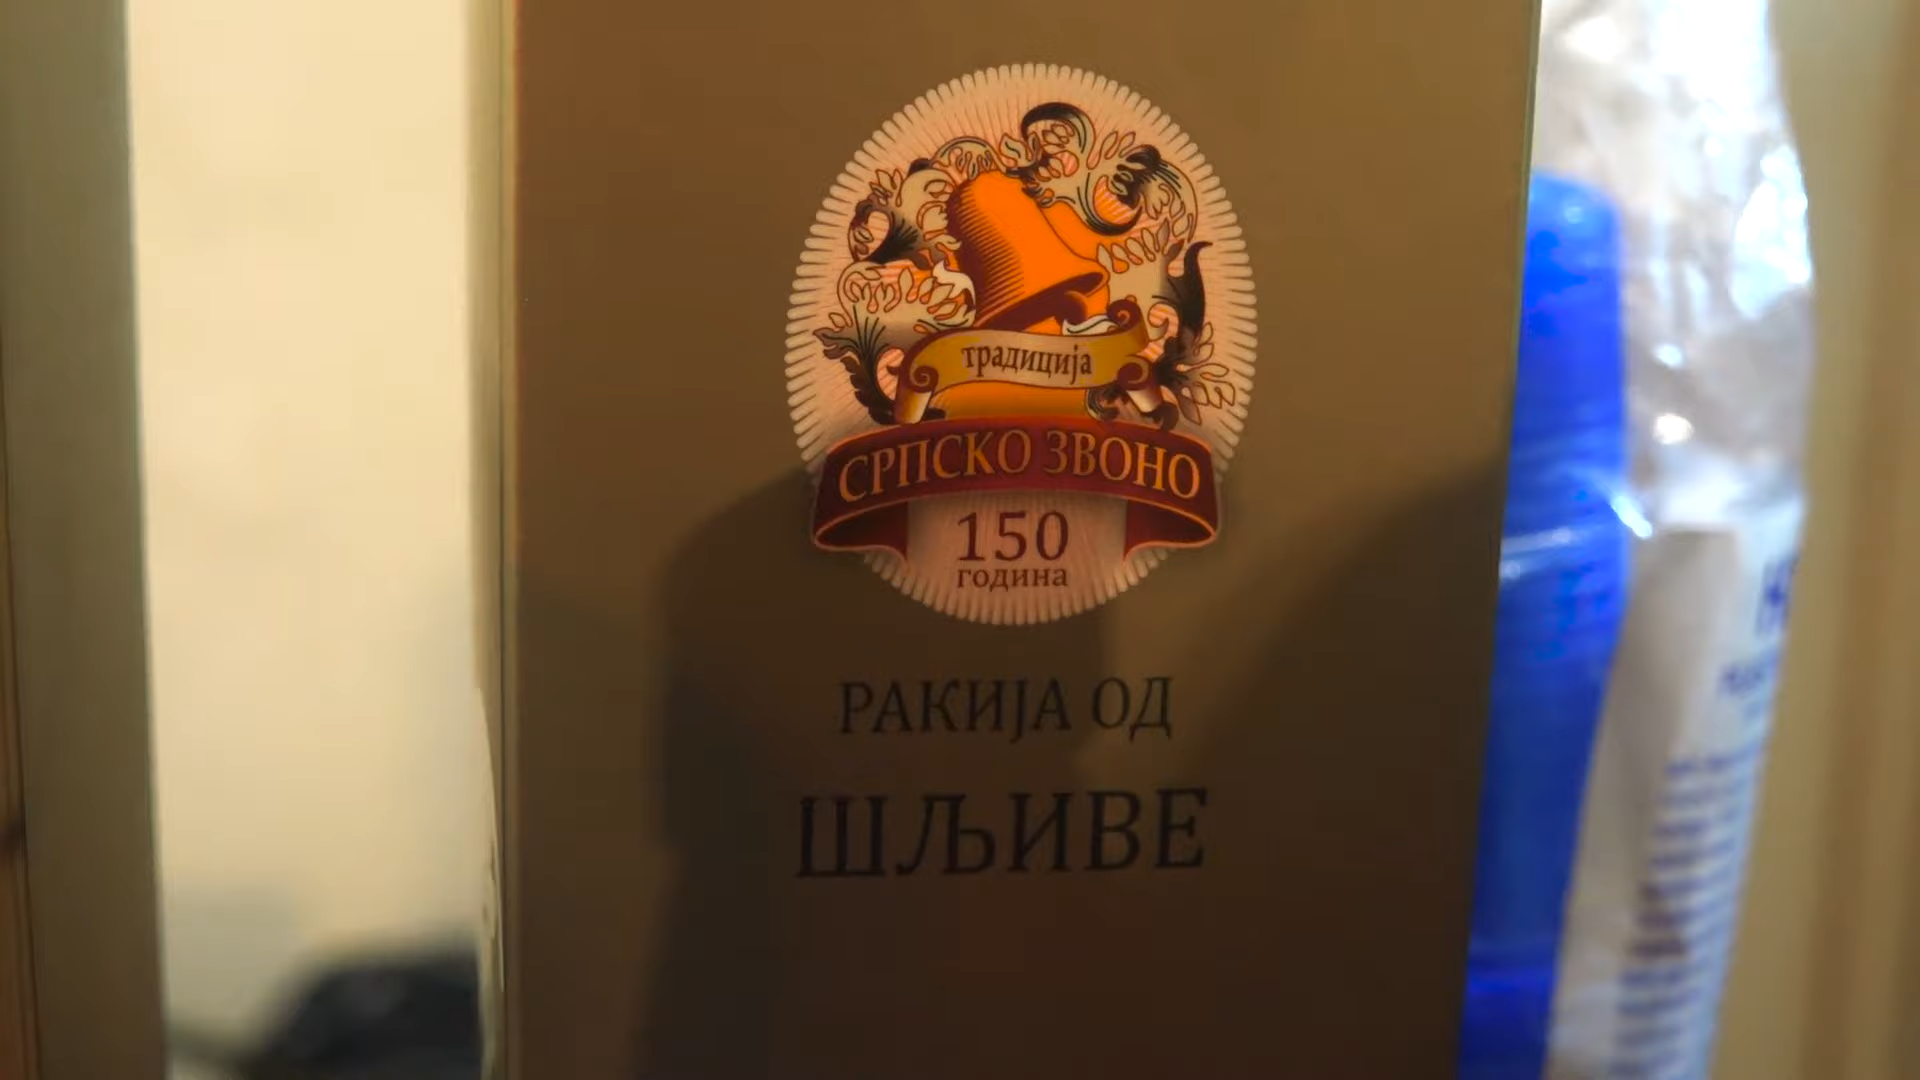 традиција
СРПСКО ЗВОНО
150
година
РАКИЈА ОД
ШЉИВЕ